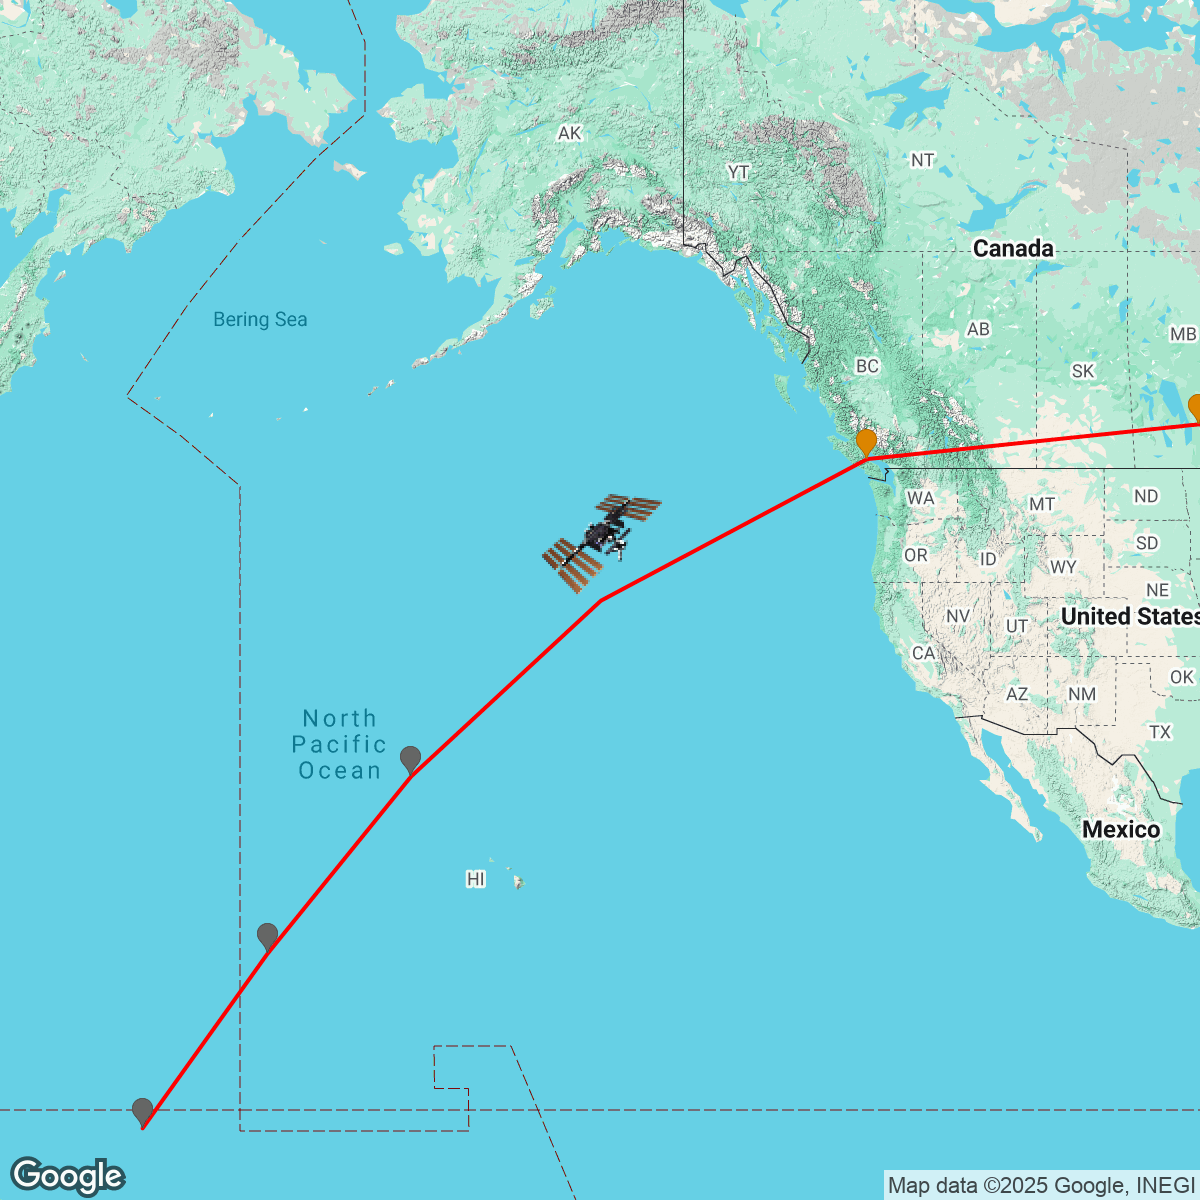 AK
NT
YT
Canada
Bering Sea
AB
MB
BC
SK
WA
MT
ND
OR
ID
SD
WY
NE
NV
UT
United States
CA
OK
AZ
NM
North
Pacific
Ocean
TX
Mexico
HI
Google
Map data ©2025 Google, INEGI